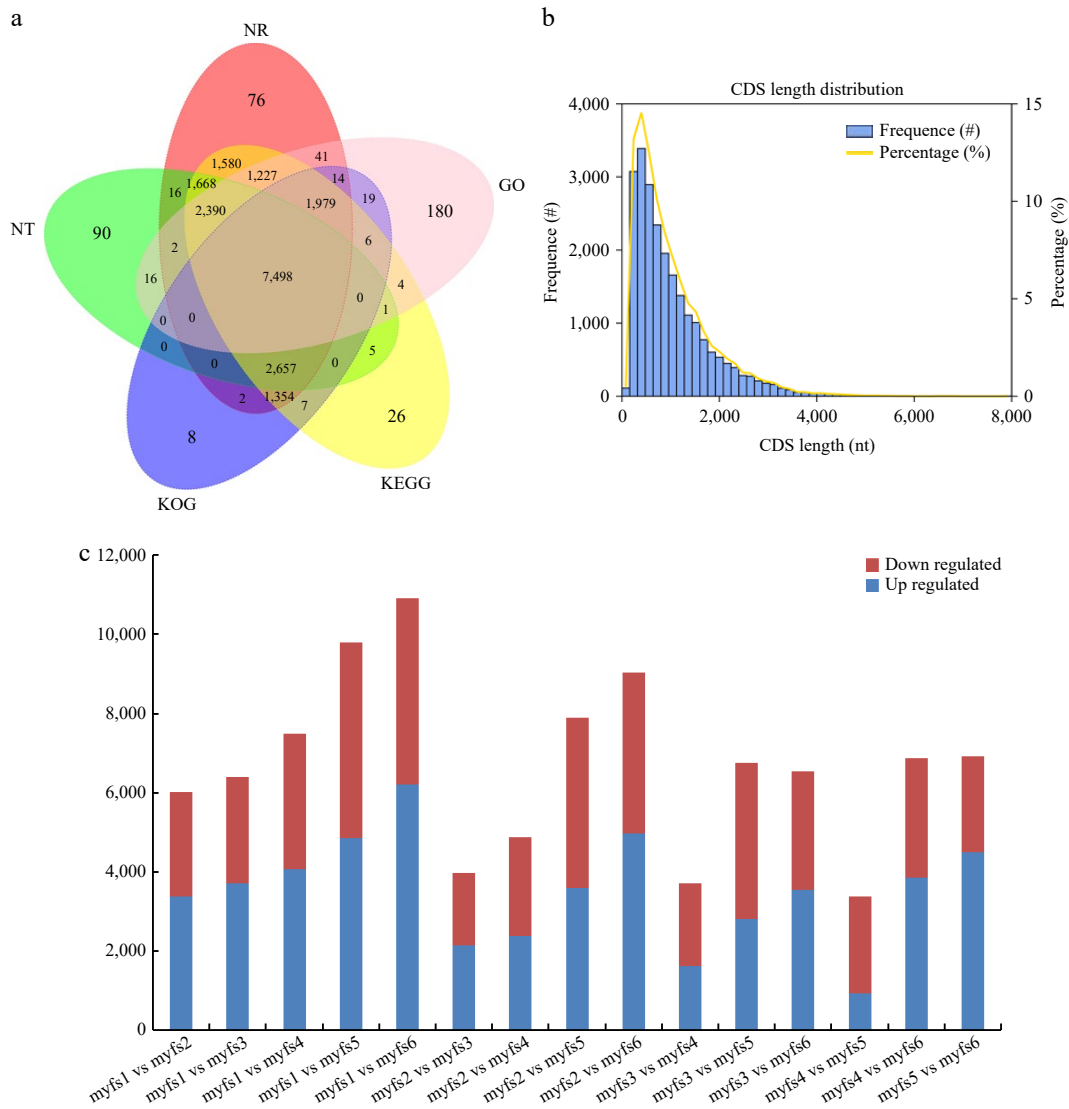 a
NR
76
41
1,580
1,227
14
GO
16
1,668
19
180
2,390
1,979
NT
90
2
6
16
7,498
4
0
1
0
0
0
5
0
2,657
0
2
1,354
7
26
8
KEGG
KOG
b
CDS length distribution
4,000
15
Frequence (#)
Percentage (%)
3,000
10
Frequence (#)
2,000
Percentage (%)
5
1,000
0
0
0
2,000
4,000
6,000
8,000
CDS length (nt)
c
12,000
Down regulated
Up regulated
10,000
8,000
6,000
4,000
2,000
0
myfs1 vs myfs2
myfs1 vs myfs3
myfs1 vs myfs4
myfs1 vs myfs5
myfs1 vs myfs6
myfs2 vs myfs3
myfs2 vs myfs4
myfs2 vs myfs5
myfs2 vs myfs6
myfs3 vs myfs4
myfs3 vs myfs5
myfs3 vs myfs6
myfs4 vs myfs5
myfs4 vs myfs6
myfs5 vs myfs6